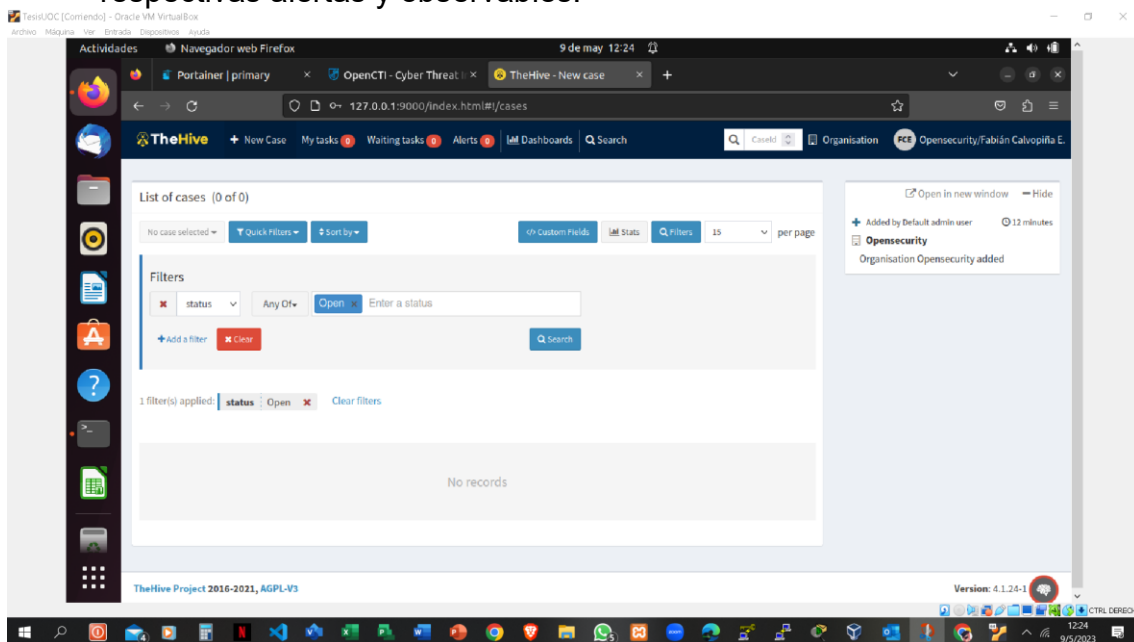 respectivas alertas y observables.
TesisUOC [Corriendo] - Oracle VM VirtualBox
Archivo Máquina Ver Entrada Dispositivos Ayuda
Actividades Navegador web Firefox 9 de may 12:24
Portainer | primary × OpenCTI - Cyber Threat I × TheHive - New case × +
127.0.0.1:9000/index.html#!/cases
TheHive + New Case My tasks 0 Waiting tasks 0 Alerts 0 Dashboards Search CaseId Organisation FCE Opensecurity/Fabián Calvopiña E.
List of cases (0 of 0)
Open in new window Hide
No case selected Quick Filters Sort by Custom Fields Stats Filters 15 per page
Added by Default admin user 12 minutes
Opensecurity
Organisation Opensecurity added
Filters
status Any Of Open × Enter a status
+ Add a filter × Clear Search
1 filter(s) applied: status Open × Clear filters
No records
TheHive Project 2016-2021, AGPL-V3 Version: 4.1.24-1
CTRL DERECHO
12:24
9/5/2023